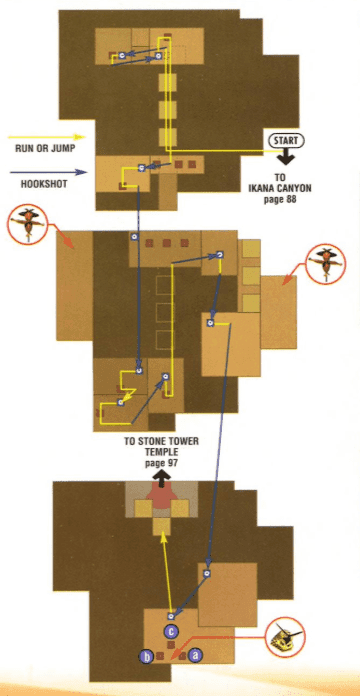 START
RUN OR JUMP
TO
IKANA CANYON
page 88
HOOKSHOT
TO STONE TOWER
TEMPLE
page 97
c
b
a